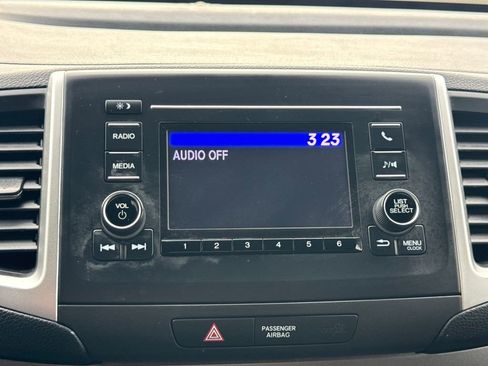 3 23
RADIO
AUDIO OFF
MEDIA
VOL
LIST
PUSH
SELECT
1 2 3 4 5 6
MENU
CLOCK
PASSENGER
AIRBAG